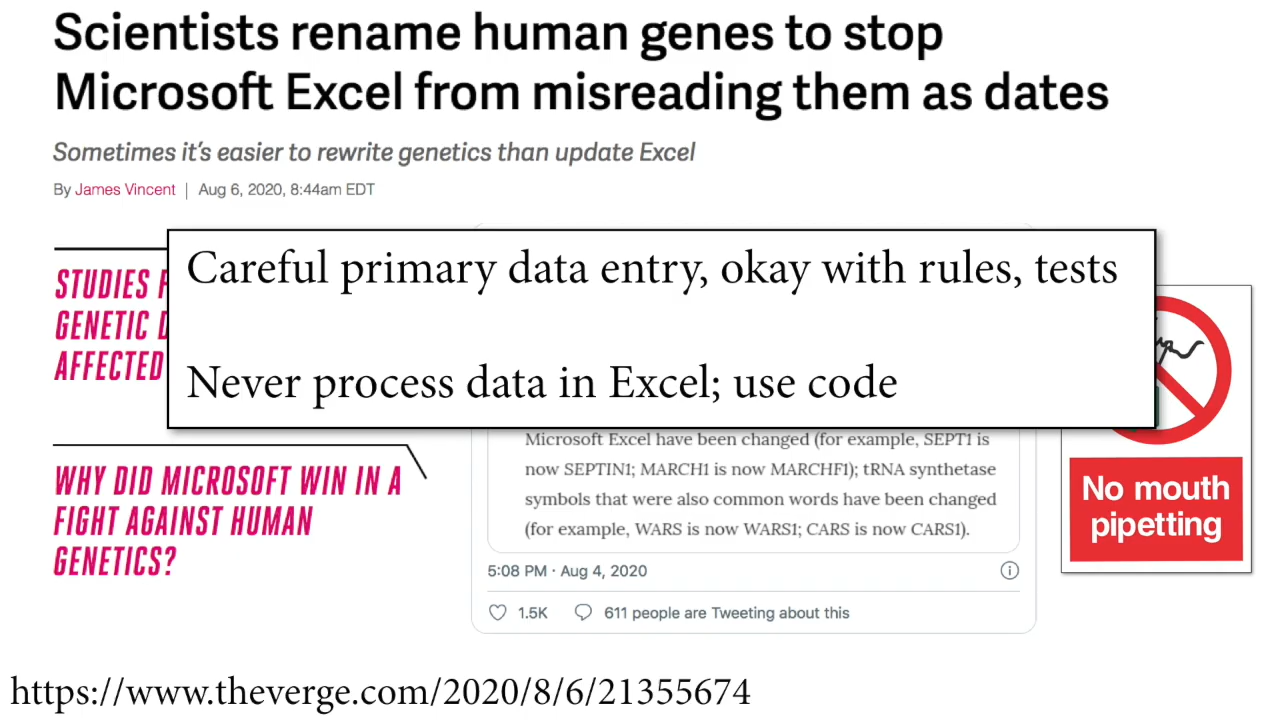 Scientists rename human genes to stop
Microsoft Excel from misreading them as dates
Sometimes it's easier to rewrite genetics than update Excel
By James Vincent | Aug 6, 2020, 8:44am EDT
Careful primary data entry, okay with rules, tests
Never process data in Excel; use code
STUDIES
GENETIC
AFFECTED
WHY DID MICROSOFT WIN IN A
FIGHT AGAINST HUMAN
GENETICS?
Microsoft Excel have been changed (for example, SEPT1 is
now SEPTIN1; MARCH1 is now MARCHF1); tRNA synthetase
symbols that were also common words have been changed
(for example, WARS is now WARS1; CARS is now CARS1).
5:08 PM · Aug 4, 2020
1.5K 611 people are Tweeting about this
No mouth
pipetting
https://www.theverge.com/2020/8/6/21355674